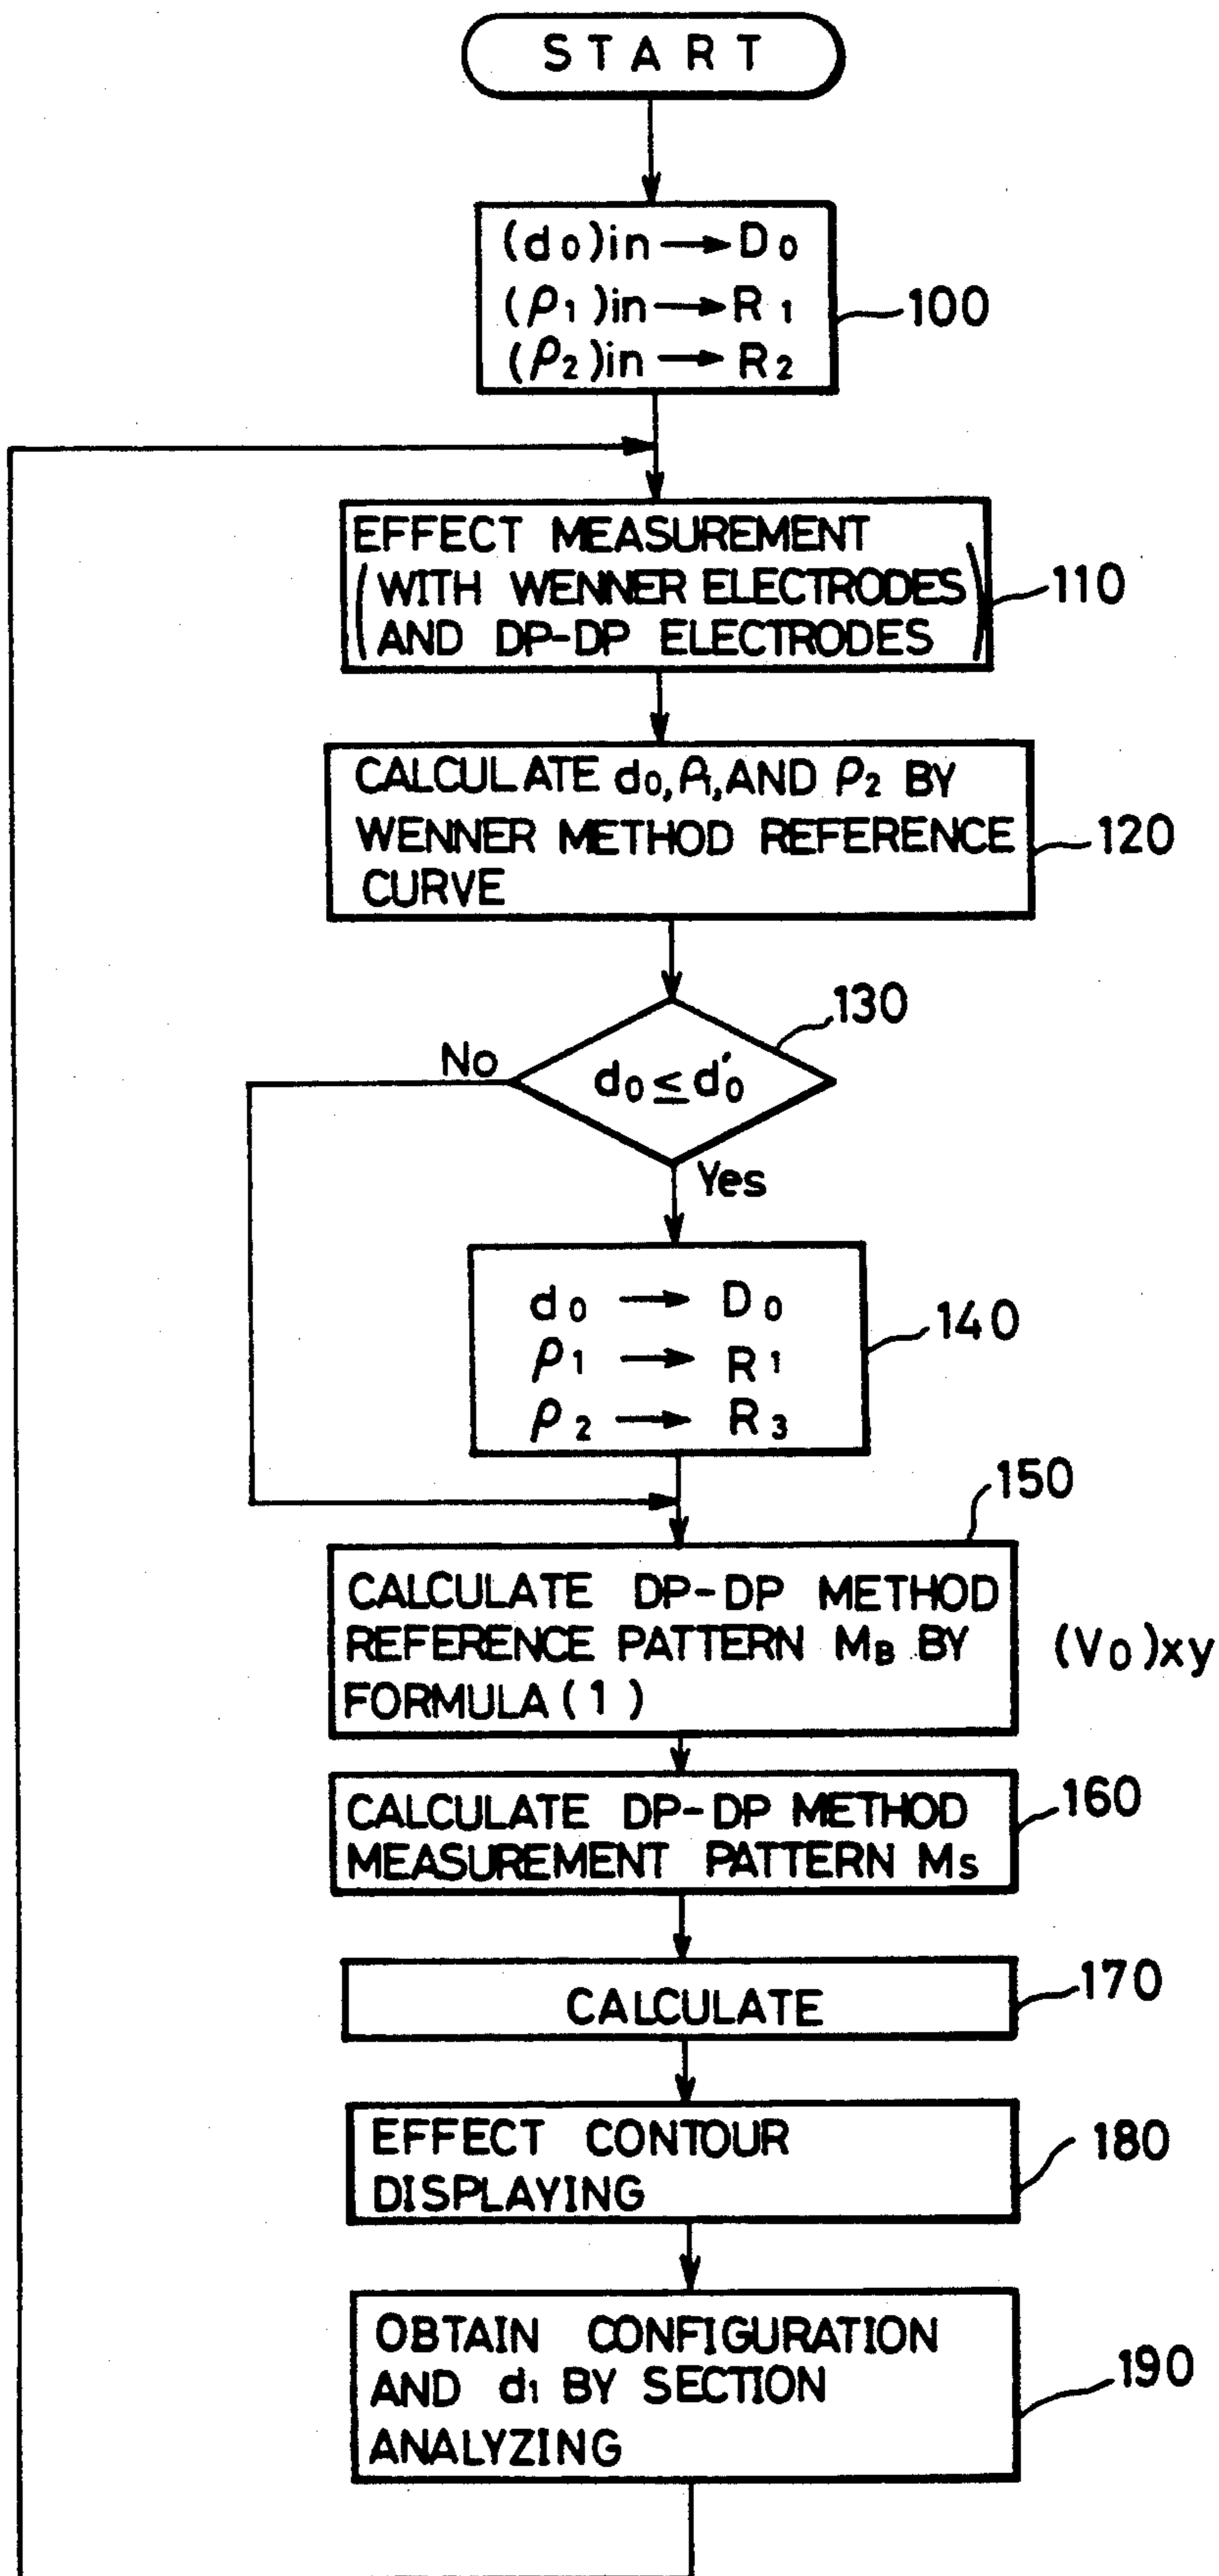 START
(d0)in → D0
(ρ1)in → R1
(ρ2)in → R2
100
EFFECT MEASUREMENT
(WITH WENNER ELECTRODES
AND DP-DP ELECTRODES)
110
CALCULATE d0, ρ1, AND ρ2 BY
WENNER METHOD REFERENCE
CURVE
120
130
No
d0 ≤ d'0
Yes
d0 → D0
ρ1 → R1
ρ2 → R3
140
150
CALCULATE DP-DP METHOD
REFERENCE PATTERN MB BY
FORMULA (1)
(V0)xy
CALCULATE DP-DP METHOD
MEASUREMENT PATTERN MS
160
CALCULATE
170
EFFECT CONTOUR
DISPLAYING
180
OBTAIN CONFIGURATION
AND d1 BY SECTION
ANALYZING
190